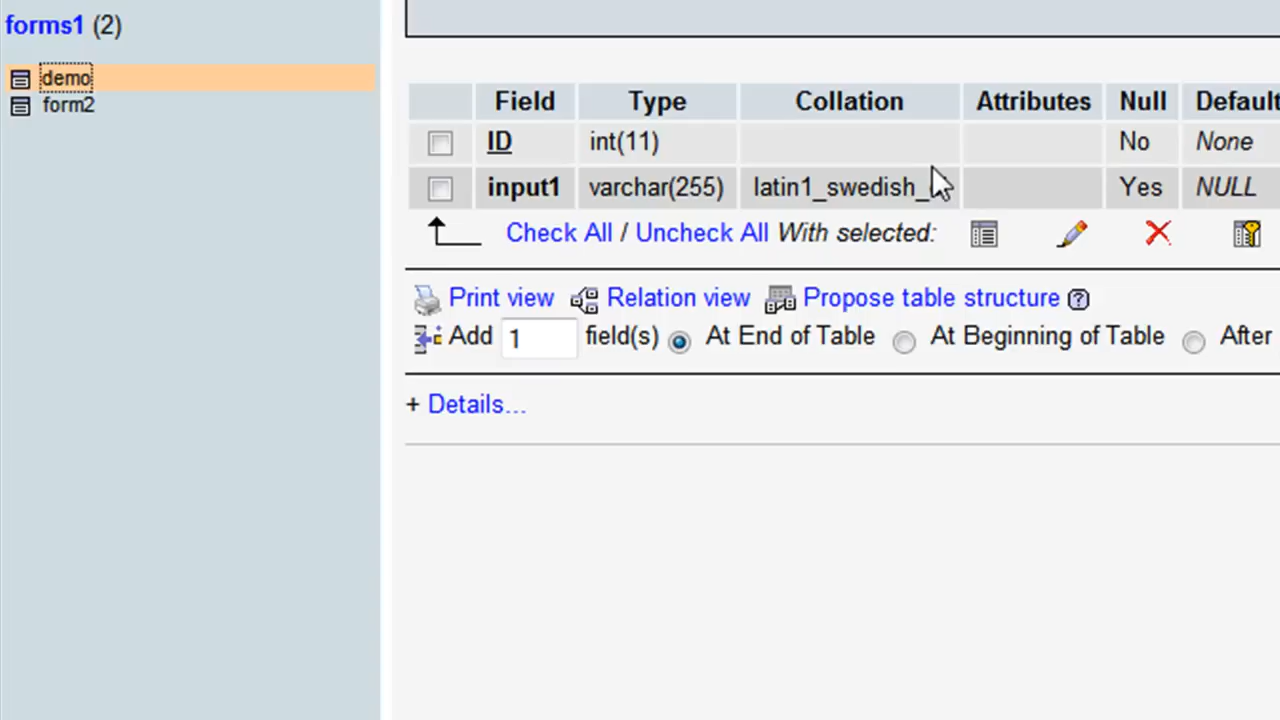 forms1 (2)
demo
form2
Field Type Collation Attributes Null Default
ID int(11) No None
input1 varchar(255) latin1_swedish_ Yes NULL
Check All / Uncheck All With selected:
Print view Relation view Propose table structure ?
Add 1 field(s) At End of Table At Beginning of Table After
+ Details...